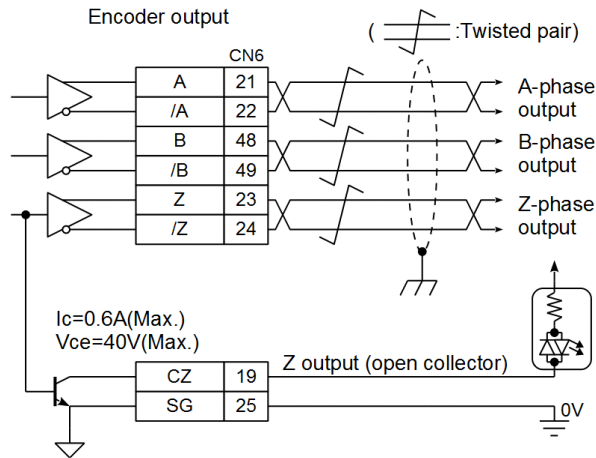 Encoder output
( :Twisted pair)
CN6
A 21
/A 22
B 48
/B 49
Z 23
/Z 24
A-phase
output
B-phase
output
Z-phase
output
Ic=0.6A(Max.)
Vce=40V(Max.)
CZ 19
SG 25
Z output (open collector)
0V